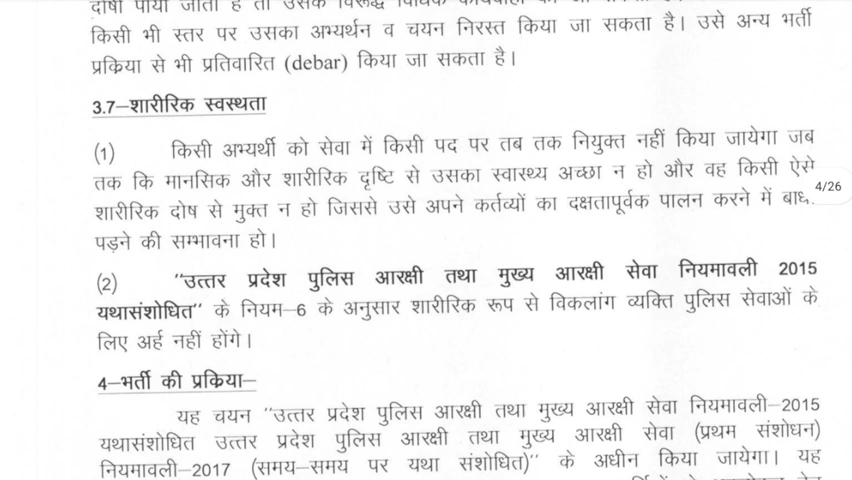 दोषी पाया जाता है तो उसके विरूद्ध विधिक कार्यवाही की जा
किसी भी स्तर पर उसका अभ्यर्थन व चयन निरस्त किया जा सकता है। उसे अन्य भर्ती
प्रकिया से भी प्रतिवारित (debar) किया जा सकता है।
3.7–शारीरिक स्वस्थता
(1) किसी अभ्यर्थी को सेवा में किसी पद पर तब तक नियुक्त नहीं किया जायेगा जब
तक कि मानसिक और शारीरिक दृष्टि से उसका स्वास्थ्य अच्छा न हो और वह किसी ऐसे
4/26
शारीरिक दोष से मुक्त न हो जिससे उसे अपने कर्तव्यों का दक्षतापूर्वक पालन करने में
पड़ने की सम्भावना हो।
(2) "उत्तर प्रदेश पुलिस आरक्षी तथा मुख्य आरक्षी सेवा नियमावली 2015
यथासंशोधित" के नियम–6 के अनुसार शारीरिक रूप से विकलांग व्यक्ति पुलिस सेवाओं के
लिए अर्ह नहीं होंगे।
4–भर्ती की प्रकिया–
यह चयन "उत्तर प्रदेश पुलिस आरक्षी तथा मुख्य आरक्षी सेवा नियमावली–2015
यथासंशोधित उत्तर प्रदेश पुलिस आरक्षी तथा मुख्य आरक्षी सेवा (प्रथम संशोधन)
नियमावली–2017 (समय–समय पर यथा संशोधित)" के अधीन किया जायेगा। यह